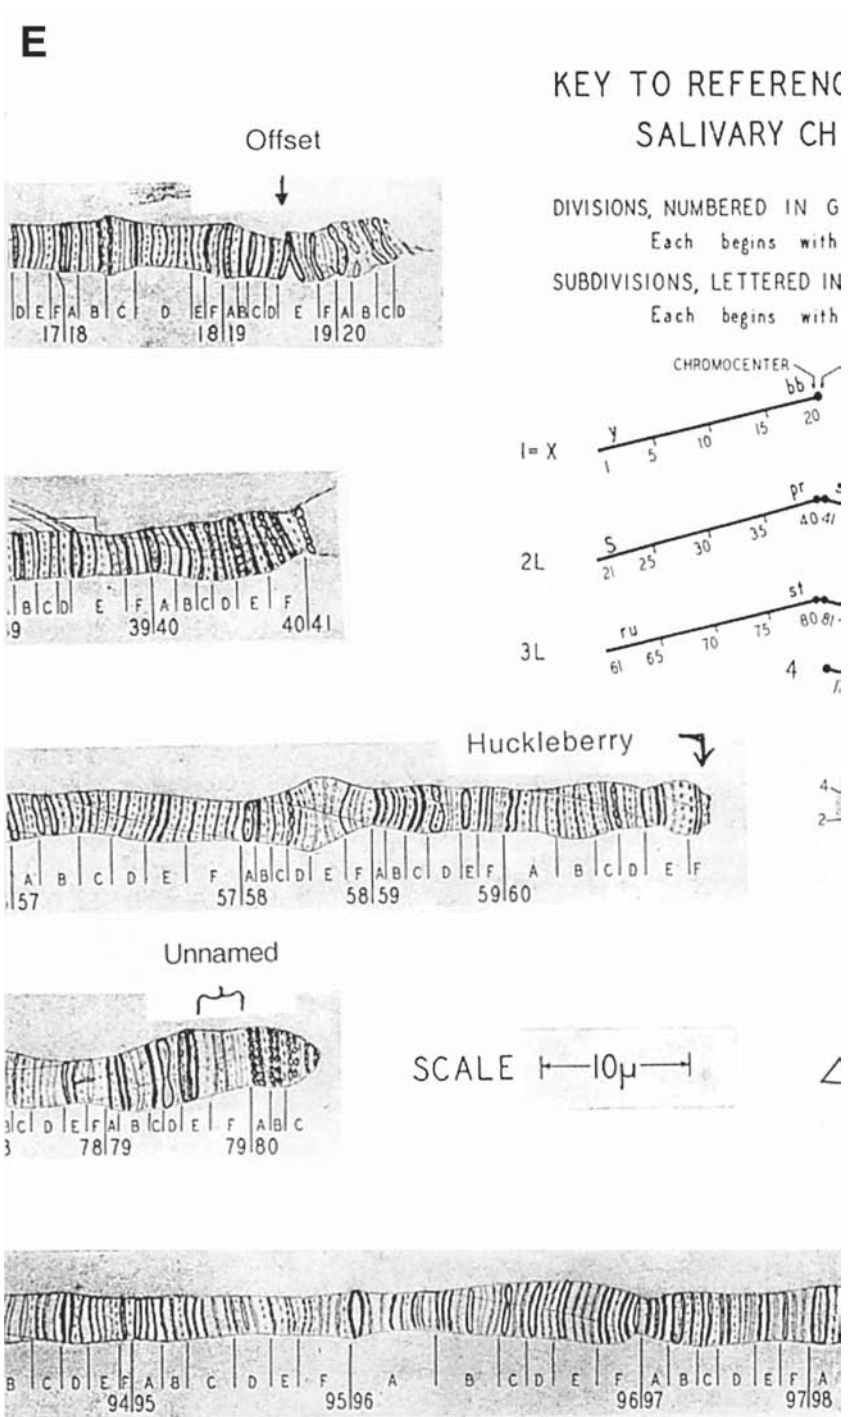 E
KEY TO REFERENC
SALIVARY CH
Offset
DIVISIONS, NUMBERED IN G
Each begins with
SUBDIVISIONS, LETTERED IN
Each begins with
D E F A B C D E F A B C D E F A B C D
17 18 18 19 19 20
CHROMOCENTER
bb
y
1 = X
1 5 10 15 20
pr
S
2L
21 25 30 35 40 41
st
ru
3L
61 65 70 75 80 81
4
B C D E F A B C D E F
39 40 40 41
Huckleberry
4
2
A B C D E F A B C D E F A B C D E F A B C D E F
57 57 58 58 59 59 60
Unnamed
SCALE 10μ
B C D E F A B C D E F A B C
78 79 79 80
B C D E F A B C D E F A B C D E F A B C D E F A
94 95 95 96 96 97 97 98